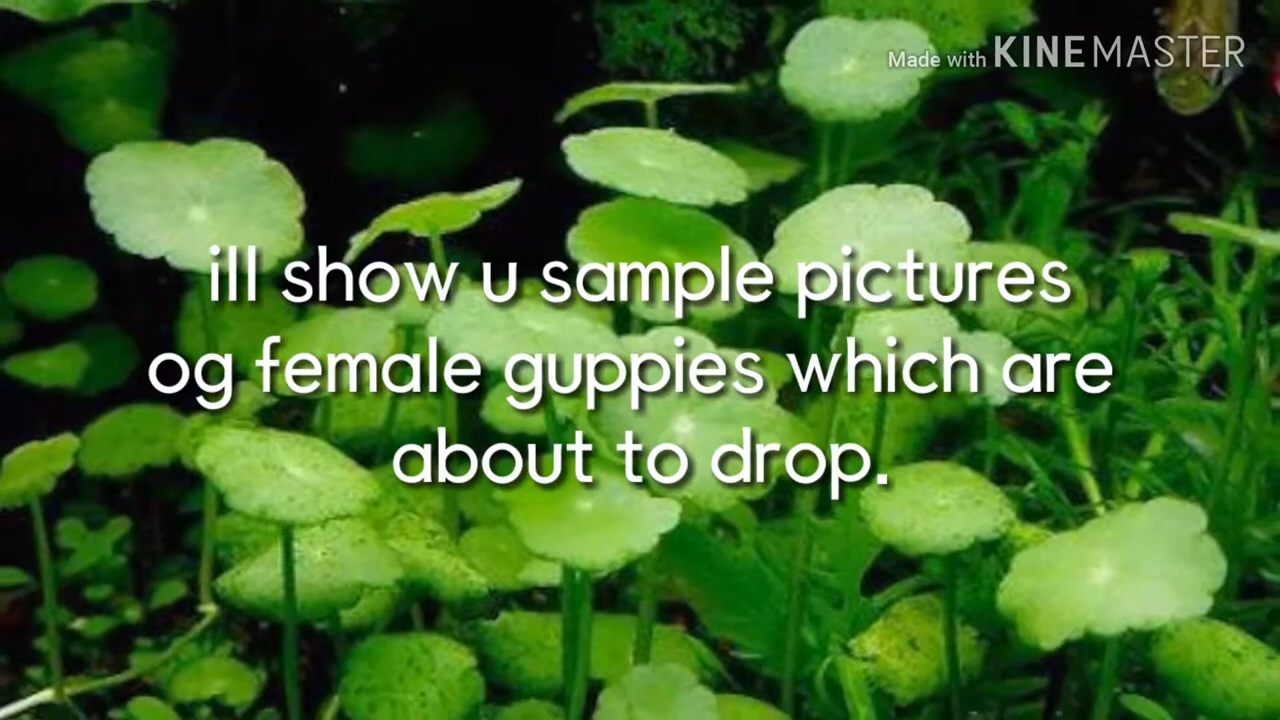 Made with KINEMASTER
ill show u sample pictures
og female guppies which are
about to drop.